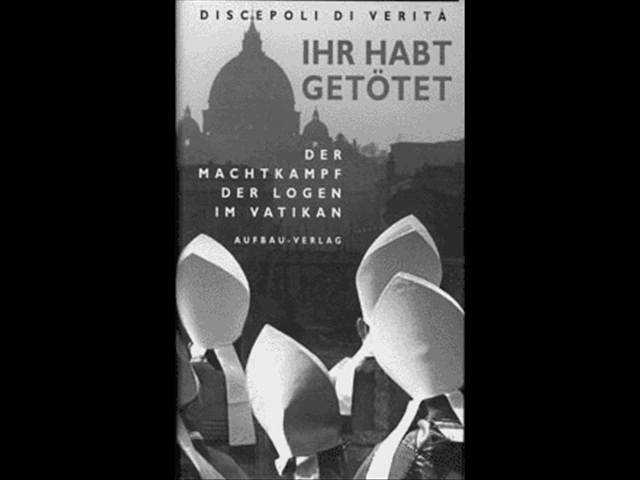 DISCEPOLI DI VERITÀ
IHR HABT
GETÖTET
DER
MACHTKAMPF
DER LOGEN
IM VATIKAN
AUFBAU-VERLAG